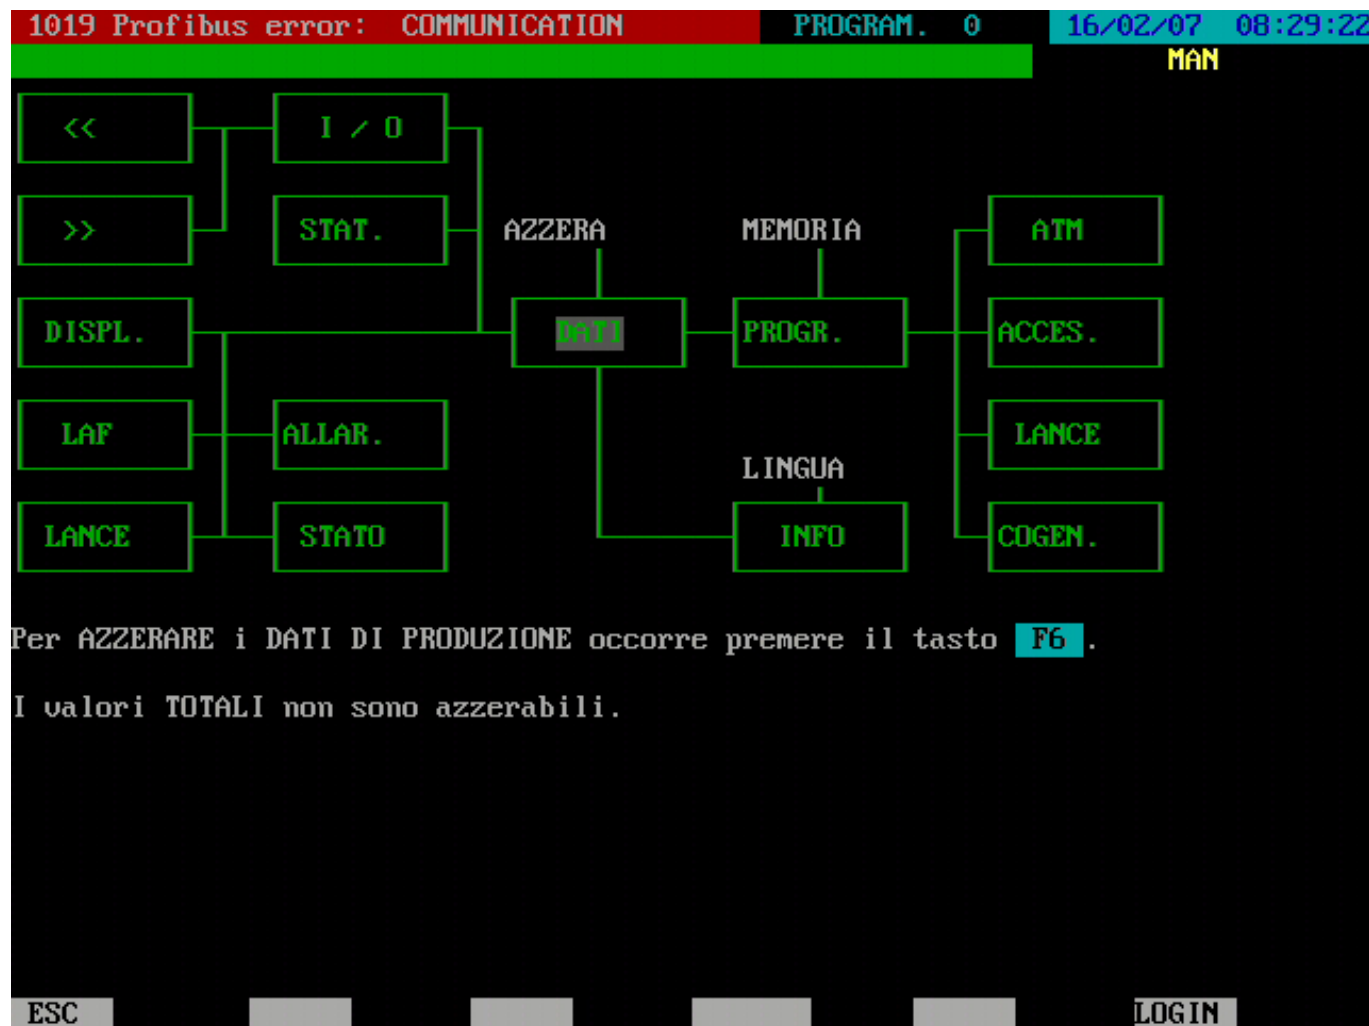 1019 Profibus error: COMMUNICATION PROGRAM. 0 16/02/07 08:29:22
MAN
<< I / O
>> STAT. AZZERA MEMORIA ATM
DISPL. DATI PROGR. ACCES.
LAF ALLAR. LANCE
LINGUA
LANCE STATO INFO COGEN.
Per AZZERARE i DATI DI PRODUZIONE occorre premere il tasto F6 .
I valori TOTALI non sono azzerabili.
ESC LOGIN